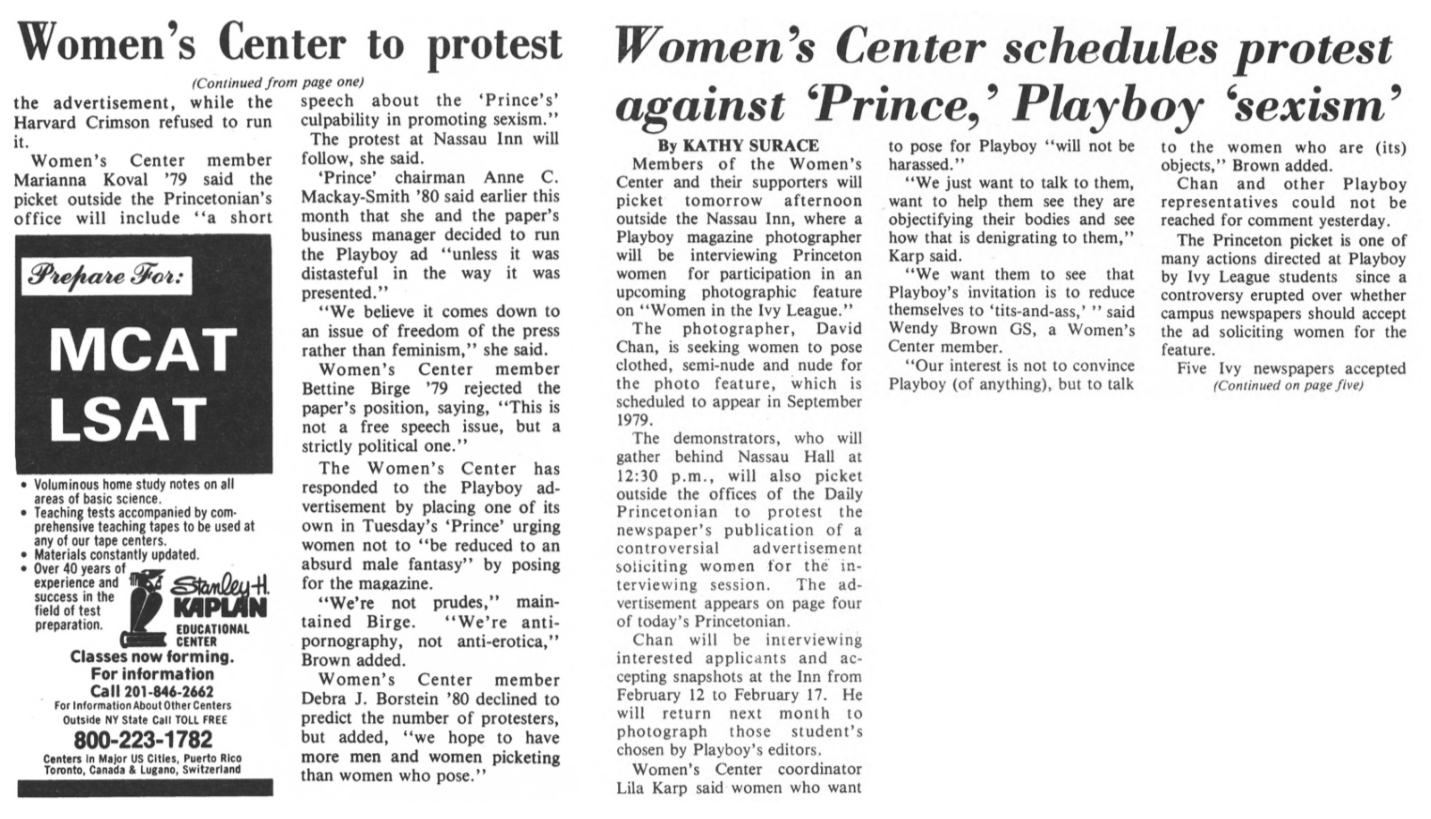 Women's Center to protest
(Continued from page one)
the advertisement, while the
Harvard Crimson refused to run
it.
Women's Center member
Marianna Koval '79 said the
picket outside the Princetonian's
office will include "a short
Prepare For:
MCAT
LSAT
• Voluminous home study notes on all
areas of basic science.
• Teaching tests accompanied by com-
prehensive teaching tapes to be used at
any of our tape centers.
• Materials constantly updated.
• Over 40 years of
experience and
success in the
field of test
preparation.
Stanley H.
KAPLAN
EDUCATIONAL
CENTER
Classes now forming.
For information
Call 201-846-2662
For Information About Other Centers
Outside NY State Call TOLL FREE
800-223-1782
Centers in Major US Cities, Puerto Rico
Toronto, Canada & Lugano, Switzerland
speech about the 'Prince's'
culpability in promoting sexism."
The protest at Nassau Inn will
follow, she said.
'Prince' chairman Anne C.
Mackay-Smith '80 said earlier this
month that she and the paper's
business manager decided to run
the Playboy ad "unless it was
distasteful in the way it was
presented."
"We believe it comes down to
an issue of freedom of the press
rather than feminism," she said.
Women's Center member
Bettine Birge '79 rejected the
paper's position, saying, "This is
not a free speech issue, but a
strictly political one."
The Women's Center has
responded to the Playboy ad-
vertisement by placing one of its
own in Tuesday's 'Prince' urging
women not to "be reduced to an
absurd male fantasy" by posing
for the magazine.
"We're not prudes," main-
tained Birge. "We're anti-
pornography, not anti-erotica,"
Brown added.
Women's Center member
Debra J. Borstein '80 declined to
predict the number of protesters,
but added, "we hope to have
more men and women picketing
than women who pose."
Women's Center schedules protest
against 'Prince,' Playboy 'sexism'
By KATHY SURACE
Members of the Women's
Center and their supporters will
picket tomorrow afternoon
outside the Nassau Inn, where a
Playboy magazine photographer
will be interviewing Princeton
women for participation in an
upcoming photographic feature
on "Women in the Ivy League."
The photographer, David
Chan, is seeking women to pose
clothed, semi-nude and nude for
the photo feature, which is
scheduled to appear in September
1979.
The demonstrators, who will
gather behind Nassau Hall at
12:30 p.m., will also picket
outside the offices of the Daily
Princetonian to protest the
newspaper's publication of a
controversial advertisement
soliciting women for the in-
terviewing session. The ad-
vertisement appears on page four
of today's Princetonian.
Chan will be interviewing
interested applicants and ac-
cepting snapshots at the Inn from
February 12 to February 17. He
will return next month to
photograph those student's
chosen by Playboy's editors.
Women's Center coordinator
Lila Karp said women who want
to pose for Playboy "will not be
harassed."
"We just want to talk to them,
want to help them see they are
objectifying their bodies and see
how that is denigrating to them,"
Karp said.
"We want them to see that
Playboy's invitation is to reduce
themselves to 'tits-and-ass,' " said
Wendy Brown GS, a Women's
Center member.
"Our interest is not to convince
Playboy (of anything), but to talk
to the women who are (its)
objects," Brown added.
Chan and other Playboy
representatives could not be
reached for comment yesterday.
The Princeton picket is one of
many actions directed at Playboy
by Ivy League students since a
controversy erupted over whether
campus newspapers should accept
the ad soliciting women for the
feature.
Five Ivy newspapers accepted
(Continued on page five)